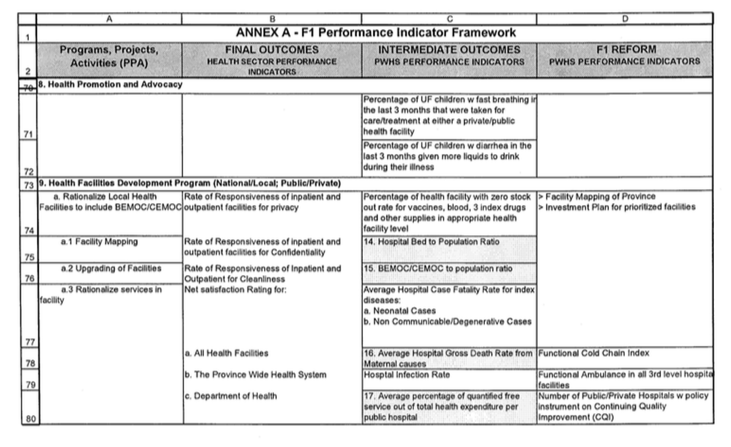 A B C D
1 ANNEX A - F1 Performance Indicator Framework
Programs, Projects, FINAL OUTCOMES INTERMEDIATE OUTCOMES F1 REFORM
Activities (PPA) HEALTH SECTOR PERFORMANCE PWHS PERFORMANCE INDICATORS PWHS PERFORMANCE INDICATORS
2 INDICATORS
70 8. Health Promotion and Advocacy
Percentage of UF children w fast breathing in
the last 3 months that were taken for
care/treatment at either a private/public
71 health facility
Percentage of UF children w diarrhea in the
last 3 months given more liquids to drink
72 during their illness
73 9. Health Facilities Development Program (National/Local; Public/Private)
a. Rationalize Local Health Rate of Responsiveness of inpatient and Percentage of health facility with zero stock > Facility Mapping of Province
Facilities to include BEMOC/CEMOC outpatient facilities for privacy out rate for vaccines, blood, 3 index drugs > Investment Plan for prioritized facilities
and other supplies in appropriate health
74 facility level
a.1 Facility Mapping Rate of Responsiveness of inpatient and 14. Hospital Bed to Population Ratio
75 outpatient facilities for Confidentiality
a.2 Upgrading of Facilities Rate of Responsiveness of Inpatient and 15. BEMOC/CEMOC to population ratio
76 Outpatient for Cleanliness
a.3 Rationalize services in Net satisfaction Rating for: Average Hospital Case Fatality Rate for index
facility diseases:
a. Neonatal Cases
b. Non Communicable/Degenerative Cases
77
a. All Health Facilities 16. Average Hospital Gross Death Rate from Functional Cold Chain Index
78 Maternal causes
b. The Province Wide Health System Hosptal Infection Rate Functional Ambulance in all 3rd level hospita
79 facilities
c. Department of Health 17. Average percentage of quantified free Number of Public/Private Hospitals w policy
service out of total health expenditure per instrument on Continuing Quality
80 public hospital Improvement (CQI)